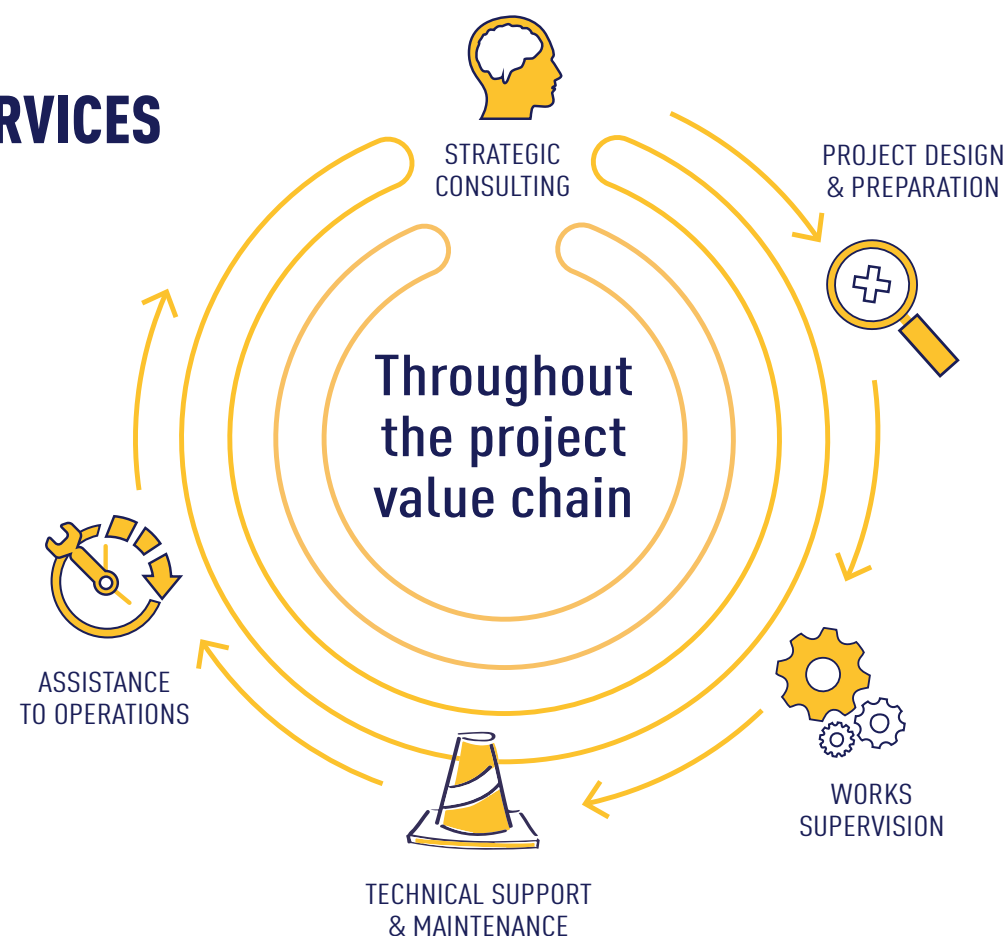 RVICES
STRATEGIC
CONSULTING
PROJECT DESIGN
& PREPARATION
Throughout
the project
value chain
ASSISTANCE
TO OPERATIONS
WORKS
SUPERVISION
TECHNICAL SUPPORT
& MAINTENANCE